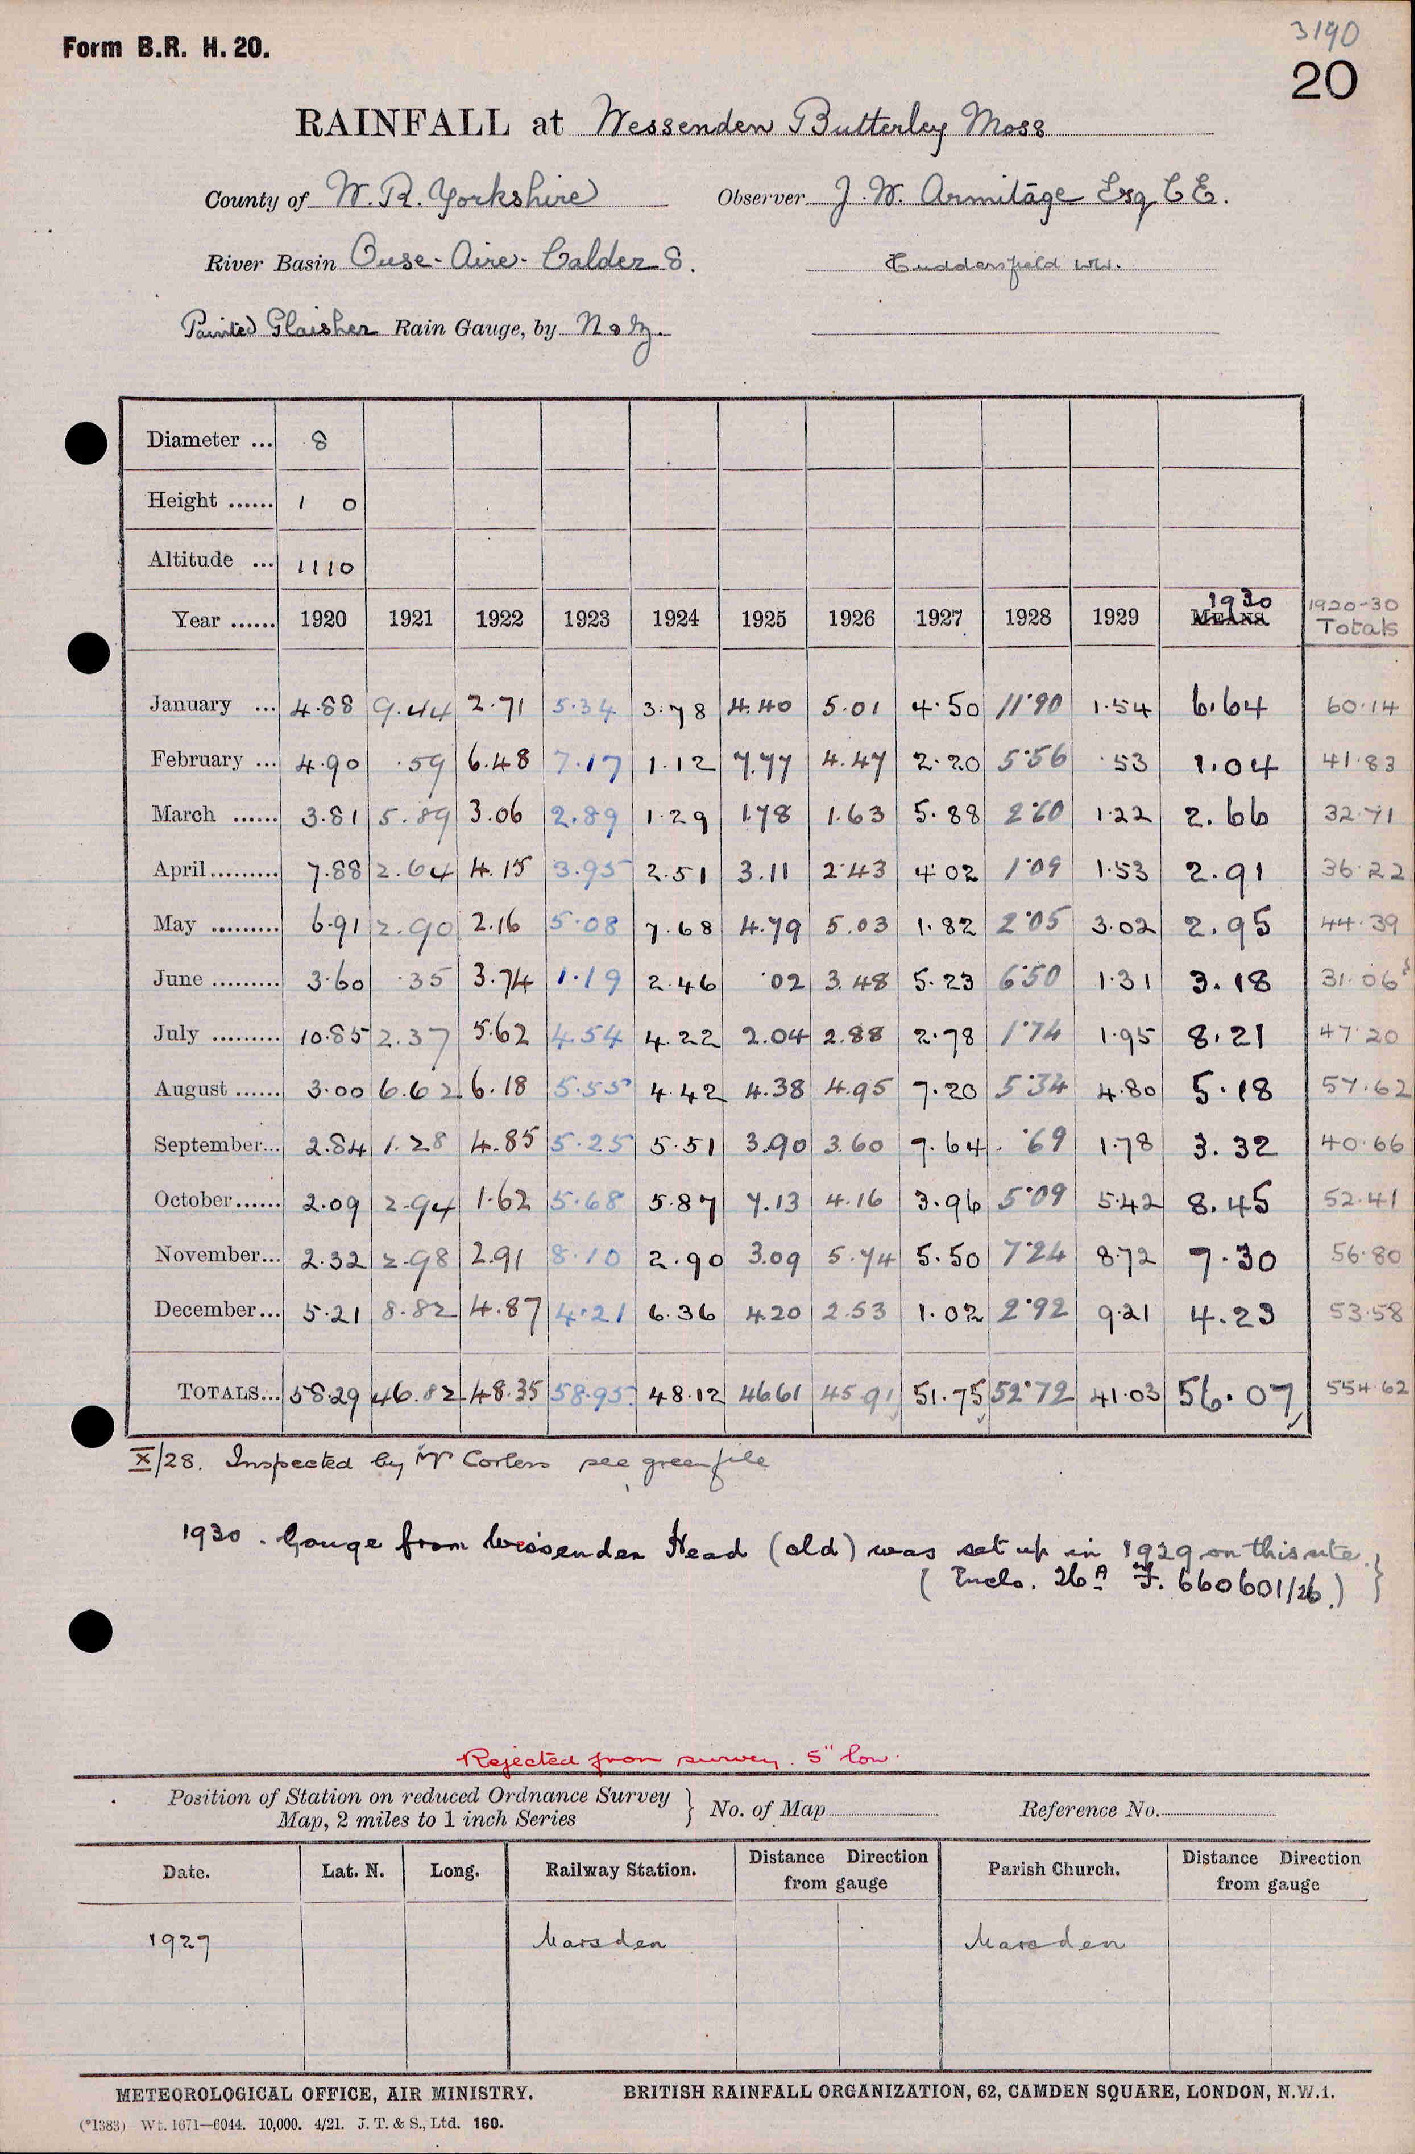 3190
Form B.R. H. 20.
20
RAINFALL at Wessenden Butterley Moss
County of W. R. Yorkshire Observer J. W. Armitage Esq C E.
River Basin Ouse-Aire-Calder S. Huddersfield WW.
Painted Glaisher Rain Gauge, by N & Z.
Diameter ... 8
Height ...... 1 0
Altitude ... 1110
Year ...... 1920 1921 1922 1923 1924 1925 1926 1927 1928 1929 MEANS 1930 1920-30 Totals
January ... 4.88 9.44 2.71 5.34 3.78 4.40 5.01 4.50 11.90 1.54 6.64 60.14
February ... 4.90 .59 6.48 7.17 1.12 7.77 4.47 2.20 5.56 .53 1.04 41.83
March ...... 3.81 5.89 3.06 2.89 1.29 1.78 1.63 5.88 2.60 1.22 2.66 32.71
April......... 7.88 2.64 4.15 3.95 2.51 3.11 2.43 4.02 1.09 1.53 2.91 36.22
May ......... 6.91 2.90 2.16 5.08 7.68 4.79 5.03 1.82 2.05 3.02 2.95 44.39
June ......... 3.60 .35 3.74 1.19 2.46 .02 3.48 5.23 6.50 1.31 3.18 31.06
July ......... 10.85 2.37 5.62 4.54 4.22 2.04 2.88 2.78 1.74 1.95 8.21 47.20
August ...... 3.00 6.62 6.18 5.55 4.42 4.38 4.95 7.20 5.34 4.80 5.18 57.62
September... 2.84 1.28 4.85 5.25 5.51 3.90 3.60 7.64 .69 1.78 3.32 40.66
October...... 2.09 2.94 1.62 5.68 5.87 7.13 4.16 3.96 5.09 5.42 8.45 52.41
November... 2.32 2.98 2.91 8.10 2.90 3.09 5.74 5.50 7.24 8.72 7.30 56.80
December... 5.21 8.82 4.87 4.21 6.36 4.20 2.53 1.02 2.92 9.21 4.23 53.58
TOTALS... 58.29 46.82 48.35 58.95 48.12 46.61 45.91 51.75 52.72 41.03 56.07 554.62
X/28. Inspected by Mr Corless see green file
1930. Gauge from Wessenden Head (old) was set up in 1929 on this site.
(Enclo. 26A F. 660601/26.)
Rejected from survey. 5" low.
Position of Station on reduced Ordnance Survey
Map, 2 miles to 1 inch Series } No. of Map Reference No.
Date. Lat. N. Long. Railway Station. Distance from gauge Direction Parish Church. Distance from gauge Direction
1927 Marsden Marsden
METEOROLOGICAL OFFICE, AIR MINISTRY. BRITISH RAINFALL ORGANIZATION, 62, CAMDEN SQUARE, LONDON, N.W.1.
(*1383) Wt. 1671—6044. 10,000. 4/21. J. T. & S., Ltd. 160.